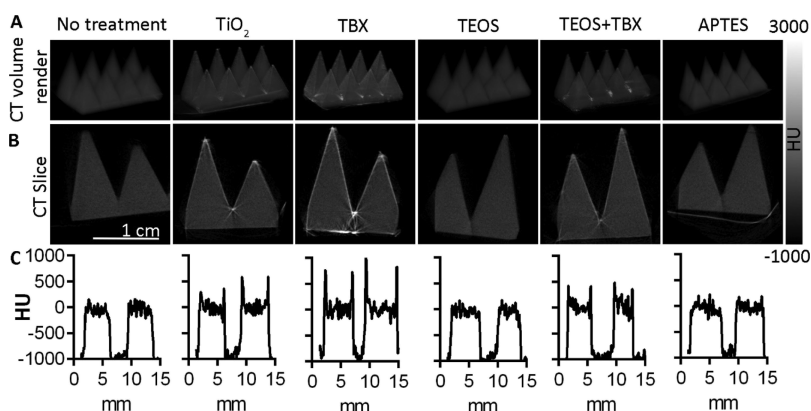 A No treatment TiO₂ TBX TEOS TEOS+TBX APTES 3000
CT volume render
B
CT Slice
1 cm
HU
-1000
C 1000
500
0
-500
-1000
HU
0 5 10 15 0 5 10 15 0 5 10 15 0 5 10 15 0 5 10 15 0 5 10 15
mm mm mm mm mm mm